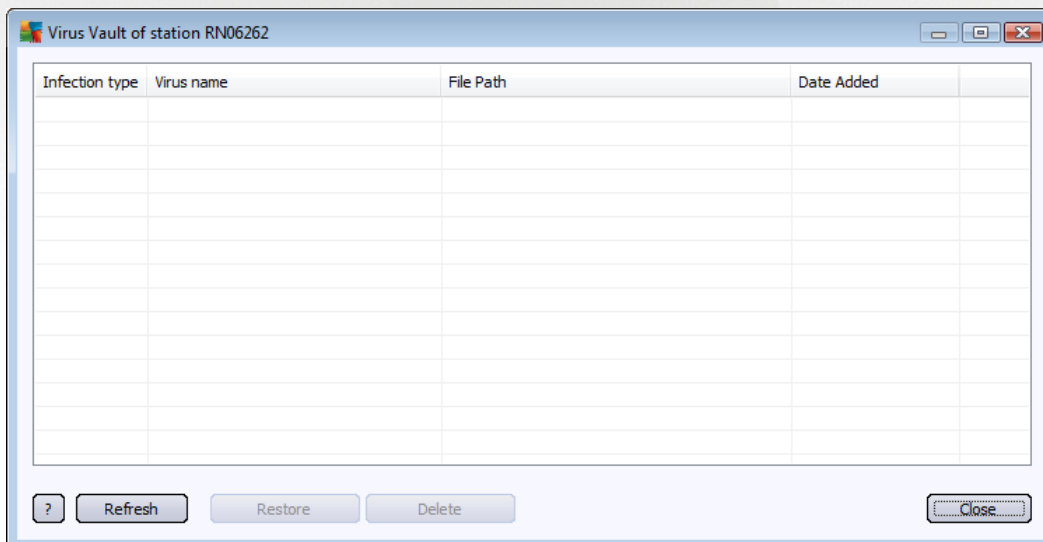 Virus Vault of station RN06262
Infection type Virus name File Path Date Added
? Refresh Restore Delete Close